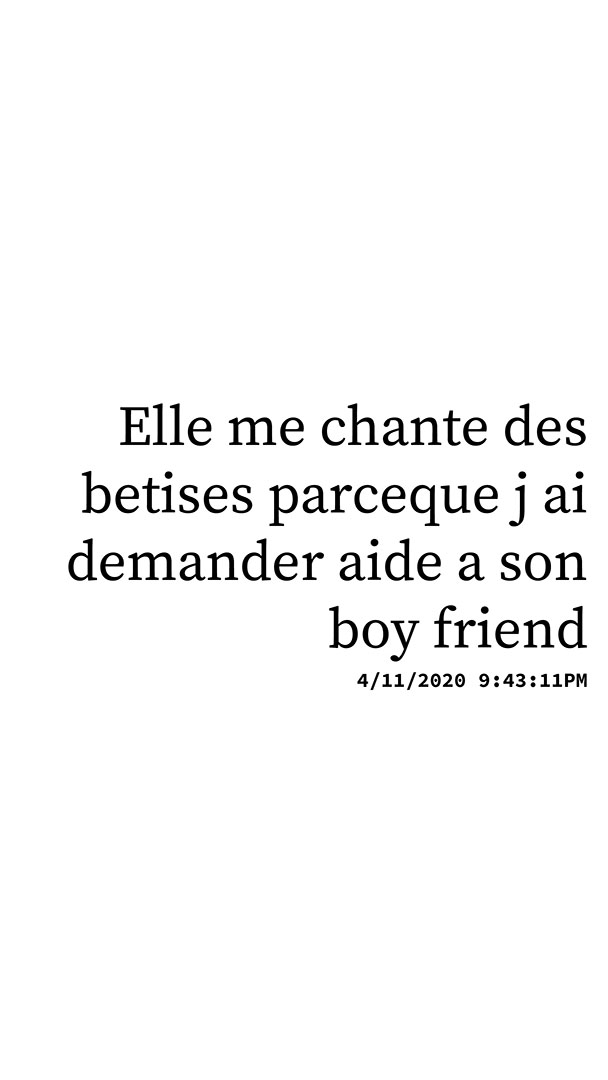 Elle me chante des
betises parceque j ai
demander aide a son
boy friend
4/11/2020 9:43:11PM